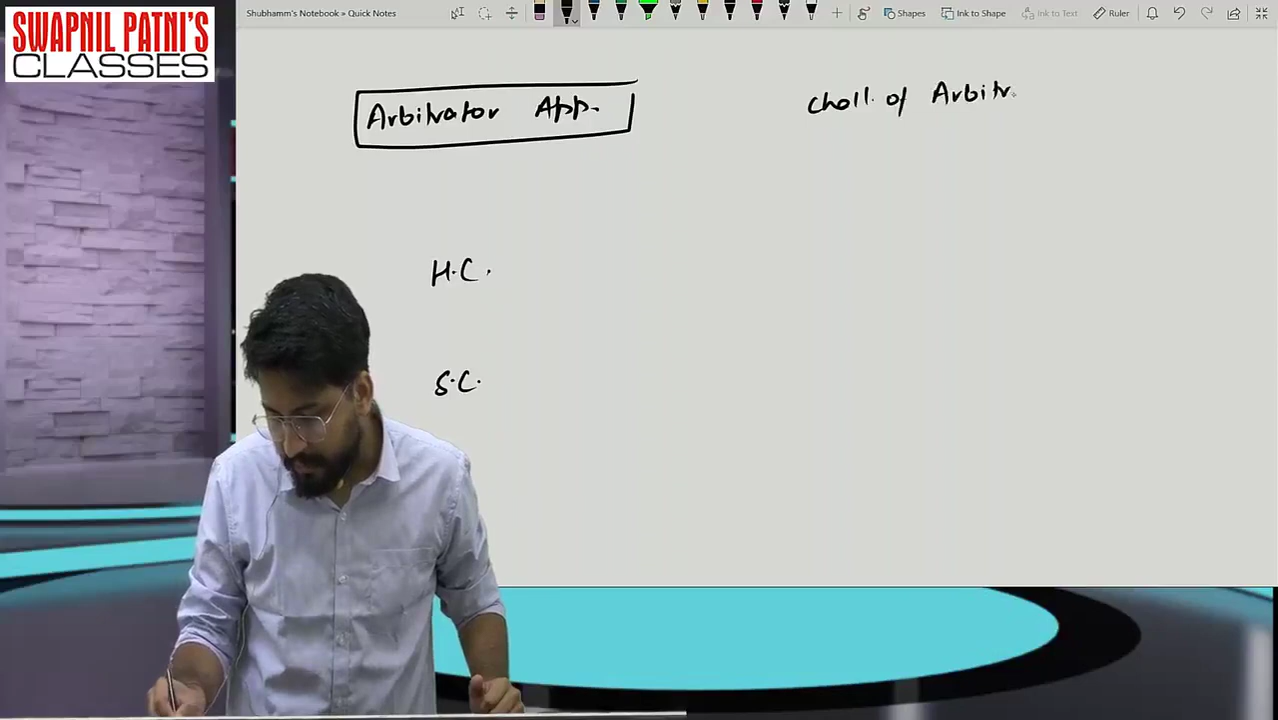 SWAPNIL PATNI'S
CLASSES
Shubhamm's Notebook » Quick Notes
Shapes
Ink to Shape
Ink to Text
Ruler
Arbitrator App.
Chall. of Arbitr
H.C.
S.C.